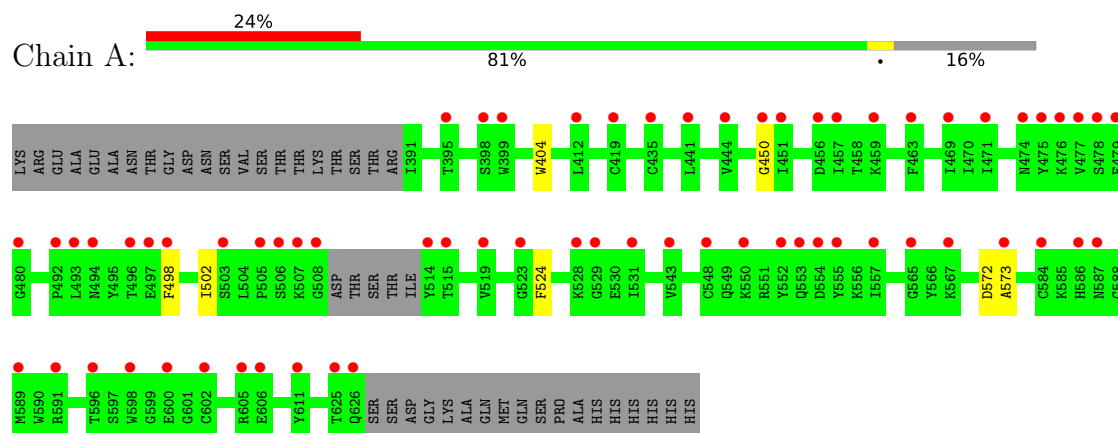 24%
Chain A:
81% • 16%
LYS ARG GLU ALA GLU ALA ASN THR GLY ASP ASN SER VAL SER THR THR LYS THR SER THR ARG I391 T395 S398 W399 W404 L412 C419 C435 L441 V444 G450 I451 D456 I457 T458 K459 F463 I469 I470 I471 N474 Y475 K476 V477 S478
G480 P492 L493 N494 Y495 T496 E497 F498 I502 S503 L504 P505 S506 K507 G508 ASP THR SER THR ILE Y514 T515 V519 G523 F524 K528 G529 E530 I531 V543 C548 Q549 K550 R551 Y552 Q553 D554 Y555 K556 I557 G565 Y566 K567 D572 A573 C584 K585 H586 N587
M589 W590 R591 T596 S597 W598 G599 E600 G601 C602 R605 E606 Y611 T625 Q626 SER SER ASP GLY LYS ALA GLN MET GLN SER PRO ALA HIS HIS HIS HIS HIS HIS